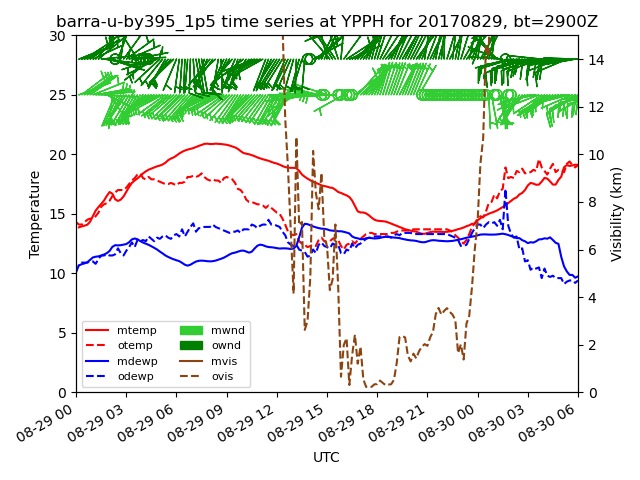 barra-u-by395_1p5 time series at YPPH for 20170829, bt=2900Z
30
25
20
15
10
5
0
Temperature
14
12
10
8
6
4
2
0
Visibility (km)
mtemp
otemp
mdewp
odewp
mwnd
ownd
mvis
ovis
08-29 00
08-29 03
08-29 06
08-29 09
08-29 12
08-29 15
08-29 18
08-29 21
08-30 00
08-30 03
08-30 06
UTC